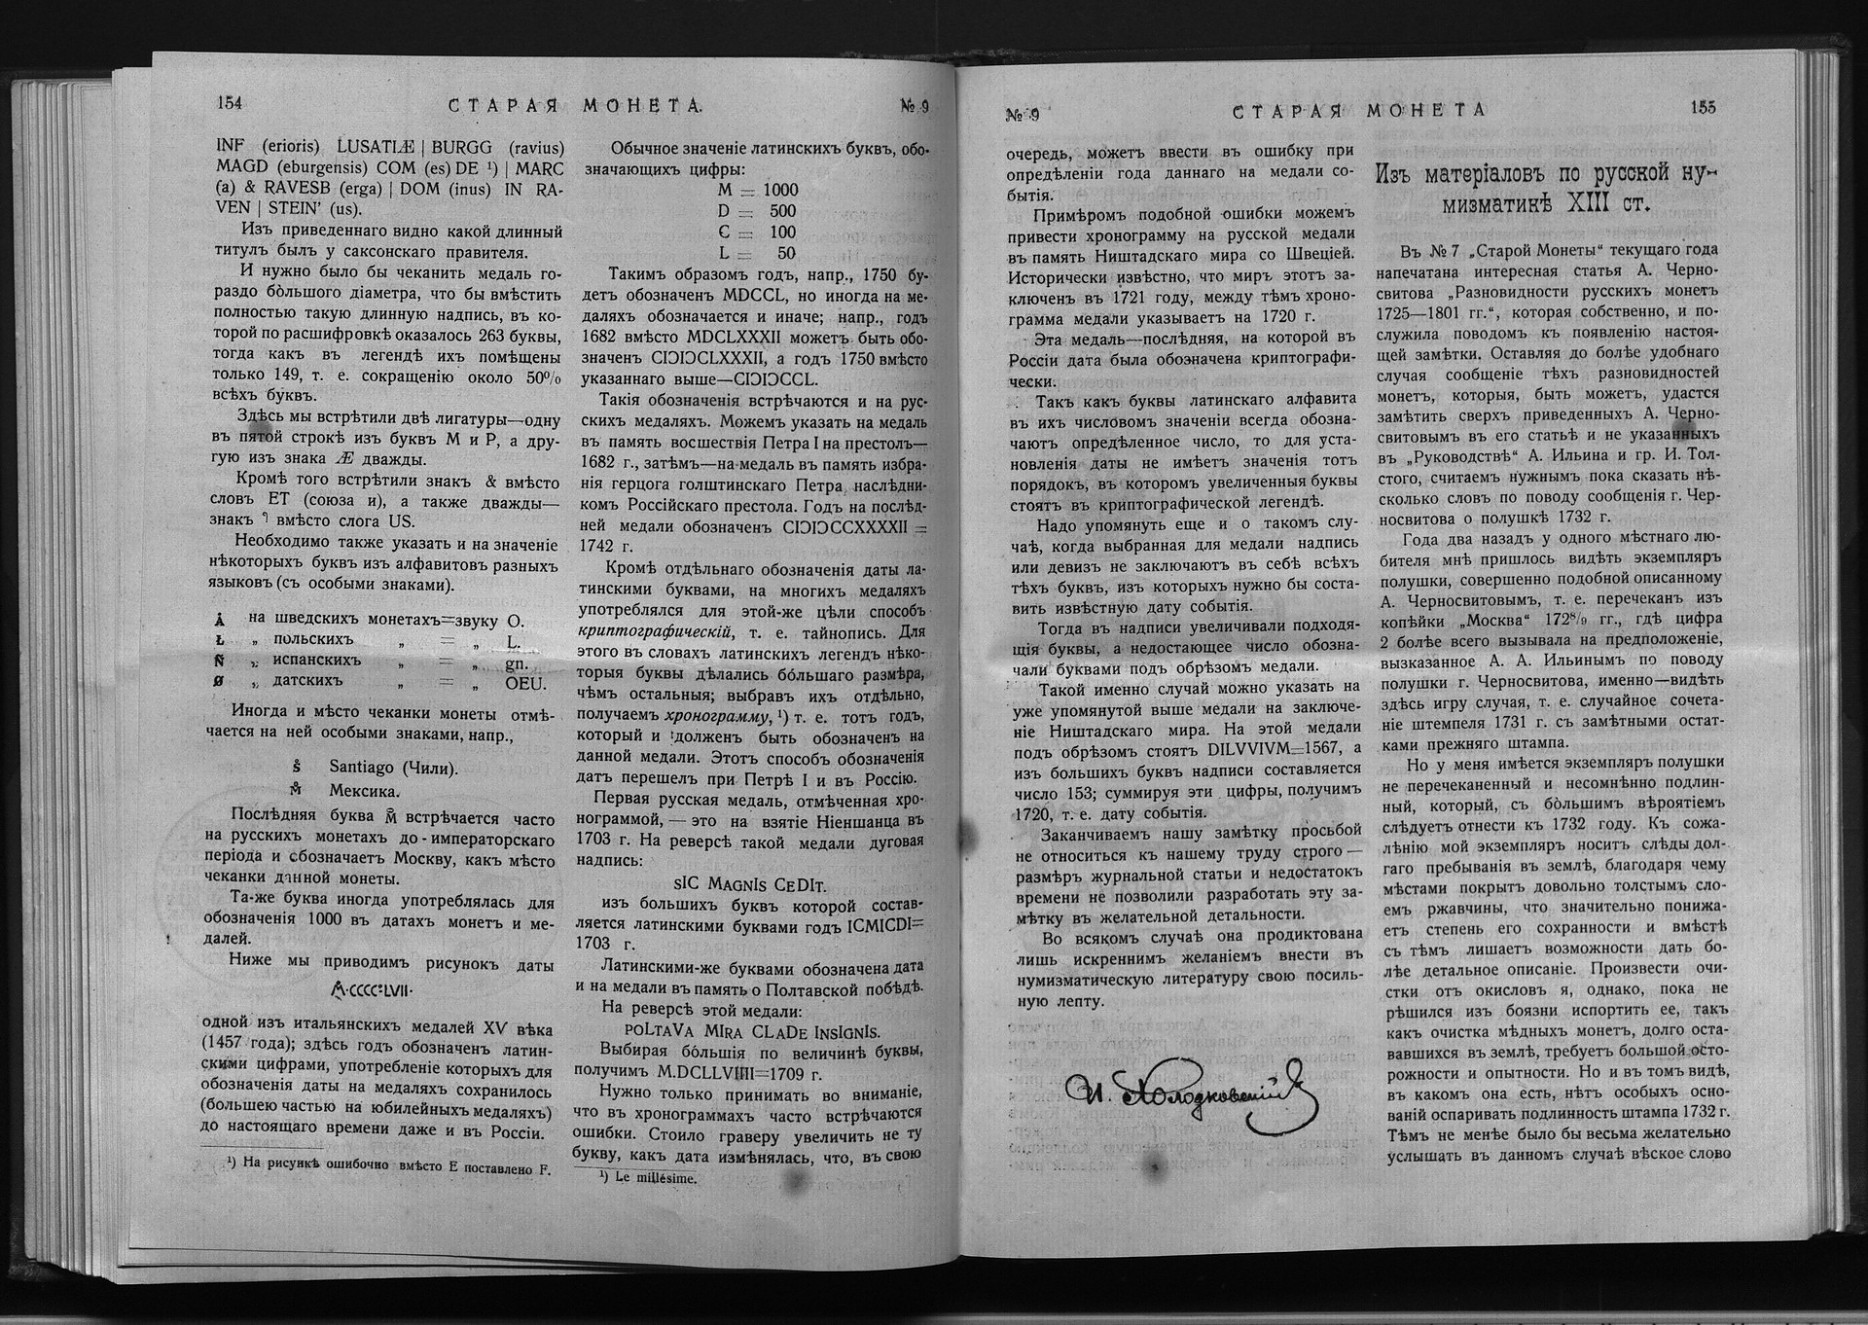 154
СТАРАЯ МОНЕТА.
№ 9
INF (erioris) LUSATIÆ | BURGG (ravius)
MAGD (eburgensis) COM (es) DE ¹) | MARC
(a) & RAVESB (erga) | DOM (inus) IN RA-
VEN | STEIN’ (us).
Изъ приведеннаго видно какой длинный
титулъ былъ у саксонскаго правителя.
И нужно было бы чеканить медаль го-
раздо бо̀льшого діаметра, что бы вмѣстить
полностью такую длинную надпись, въ ко-
торой по расшифровкѣ оказалось 263 буквы,
тогда какъ въ легендѣ ихъ помѣщены
только 149, т. е. сокращенію около 50%
всѣхъ буквъ.
Здѣсь мы встрѣтили двѣ лигатуры—одну
въ пятой строкѣ изъ буквъ М и Р, а дру-
гую изъ знака Æ дважды.
Кромѣ того встрѣтили знакъ & вмѣсто
словъ ET (союза и), а также дважды—
знакъ вмѣсто слога US.
Необходимо также указать и на значеніе
нѣкоторыхъ буквъ изъ алфавитовъ разныхъ
языковъ (съ особыми знаками).
Å на шведскихъ монетахъ=звуку O.
Ł „ польскихъ „ = „ L.
Ñ „ испанскихъ „ = „ gn.
Ø „ датскихъ „ = „ OEU.
Иногда и мѣсто чеканки монеты отмѣ-
чается на ней особыми знаками, напр.,
S̊ Santiago (Чили).
M̊ Мексика.
Послѣдняя буква M̊ встрѣчается часто
на русскихъ монетахъ до-императорскаго
періода и обозначаетъ Москву, какъ мѣсто
чеканки данной монеты.
Та-же буква иногда употреблялась для
обозначенія 1000 въ датахъ монетъ и ме-
далей.
Ниже мы приводимъ рисунокъ даты
·CCCC·LVII·
одной изъ итальянскихъ медалей XV вѣка
(1457 года); здѣсь годъ обозначенъ латин-
скими цифрами, употребленіе которыхъ для
обозначенія даты на медаляхъ сохранилось
(большею частью на юбилейныхъ медаляхъ)
до настоящаго времени даже и въ Россіи.
¹) На рисункѣ ошибочно вмѣсто E поставлено F.
Обычное значеніе латинскихъ буквъ, обо-
значающихъ цифры:
M = 1000
D = 500
C = 100
L = 50
Такимъ образомъ годъ, напр., 1750 бу-
детъ обозначенъ MDCCL, но иногда на ме-
даляхъ обозначается и иначе; напр., годъ
1682 вмѣсто MDCLXXXII можетъ быть обо-
значенъ CIƆIƆCLXXXII, а годъ 1750 вмѣсто
указаннаго выше—CIƆIƆCCL.
Такія обозначенія встрѣчаются и на рус-
скихъ медаляхъ. Можемъ указать на медаль
въ память восшествія Петра I на престолъ—
1682 г., затѣмъ—на медаль въ память избра-
нія герцога голштинскаго Петра наслѣдни-
комъ Россійскаго престола. Годъ на послѣд-
ней медали обозначенъ CIƆIƆCCXXXXII =
1742 г.
Кромѣ отдѣльнаго обозначенія даты ла-
тинскими буквами, на многихъ медаляхъ
употреблялся для этой-же цѣли способъ
криптографическій, т. е. тайнопись. Для
этого въ словахъ латинскихъ легендъ нѣко-
торыя буквы дѣлались бо́льшаго размѣра,
чѣмъ остальныя; выбравъ ихъ отдѣльно,
получаемъ хронограмму, ¹) т. е. тотъ годъ,
который и долженъ быть обозначенъ на
данной медали. Этотъ способъ обозначенія
датъ перешелъ при Петрѣ I и въ Россію.
Первая русская медаль, отмѣченная хро-
нограммой, — это на взятіе Ніеншанца въ
1703 г. На реверсѣ такой медали дуговая
надпись:
sIC MagnIs CeDIt.
изъ большихъ буквъ которой состав-
ляется латинскими буквами годъ ICMICDI=
1703 г.
Латинскими-же буквами обозначена дата
и на медали въ память о Полтавской побѣдѣ.
На реверсѣ этой медали:
poLtaVa MIra CLaDe InsIgnIs.
Выбирая бо́льшія по величинѣ буквы,
получимъ M.DCLLVIIII=1709 г.
Нужно только принимать во вниманіе,
что въ хронограммахъ часто встрѣчаются
ошибки. Стоило граверу увеличить не ту
букву, какъ дата измѣнялась, что, въ свою
¹) Le millésime.
№ 9
СТАРАЯ МОНЕТА
155
очередь, можетъ ввести въ ошибку при
опредѣленіи года даннаго на медали со-
бытія.
Примѣромъ подобной ошибки можемъ
привести хронограмму на русской медали
въ память Ништадскаго мира со Швеціей.
Исторически извѣстно, что миръ этотъ за-
ключенъ въ 1721 году, между тѣмъ хроно-
грамма медали указываетъ на 1720 г.
Эта медаль—послѣдняя, на которой въ
Россіи дата была обозначена криптографи-
чески.
Такъ какъ буквы латинскаго алфавита
въ ихъ числовомъ значеніи всегда обозна-
чаютъ опредѣленное число, то для уста-
новленія даты не имѣетъ значенія тотъ
порядокъ, въ которомъ увеличенныя буквы
стоятъ въ криптографической легендѣ.
Надо упомянуть еще и о такомъ слу-
чаѣ, когда выбранная для медали надпись
или девизъ не заключаютъ въ себѣ всѣхъ
тѣхъ буквъ, изъ которыхъ нужно бы соста-
вить извѣстную дату событія.
Тогда въ надписи увеличивали подходя-
щія буквы, а недостающее число обозна-
чали буквами подъ обрѣзомъ медали.
Такой именно случай можно указать на
уже упомянутой выше медали на заключе-
ніе Ништадскаго мира. На этой медали
подъ обрѣзомъ стоятъ DILVVIVM=1567, а
изъ большихъ буквъ надписи составляется
число 153; суммируя эти цифры, получимъ
1720, т. е. дату событія.
Заканчиваемъ нашу замѣтку просьбой
не относиться къ нашему труду строго —
размѣръ журнальной статьи и недостатокъ
времени не позволили разработать эту за-
мѣтку въ желательной детальности.
Во всякомъ случаѣ она продиктована
лишь искреннимъ желаніемъ внести въ
нумизматическую литературу свою посиль-
ную лепту.
И. Холодковскій
Изъ матеріаловъ по русской ну-
мизматикѣ XIII ст.
Въ № 7 „Старой Монеты“ текущаго года
напечатана интересная статья А. Черно-
свитова „Разновидности русскихъ монетъ
1725—1801 гг.“, которая собственно, и по-
служила поводомъ къ появленію настоя-
щей замѣтки. Оставляя до болѣе удобнаго
случая сообщеніе тѣхъ разновидностей
монетъ, которыя, быть можетъ, удастся
замѣтить сверхъ приведенныхъ А. Черно-
свитовымъ въ его статьѣ и не указанныхъ
въ „Руководствѣ“ А. Ильина и гр. И. Тол-
стого, считаемъ нужнымъ пока сказать нѣ-
сколько словъ по поводу сообщенія г. Чер-
носвитова о полушкѣ 1732 г.
Года два назадъ у одного мѣстнаго лю-
бителя мнѣ пришлось видѣть экземпляръ
полушки, совершенно подобной описанному
А. Черносвитовымъ, т. е. перечеканъ изъ
копѣйки „Москва“ 172⁸/₉ гг., гдѣ цифра
2 болѣе всего вызывала на предположеніе,
вызказанное А. А. Ильинымъ по поводу
полушки г. Черносвитова, именно—видѣть
здѣсь игру случая, т. е. случайное сочета-
ніе штемпеля 1731 г. съ замѣтными остат-
ками прежняго штампа.
Но у меня имѣется экземпляръ полушки
не перечеканенный и несомнѣнно подлин-
ный, который, съ бо̀льшимъ вѣроятіемъ
слѣдуетъ отнести къ 1732 году. Къ сожа-
лѣнію мой экземпляръ носитъ слѣды дол-
гаго пребыванія въ землѣ, благодаря чему
мѣстами покрытъ довольно толстымъ сло-
емъ ржавчины, что значительно понижа-
етъ степень его сохранности и вмѣстѣ
съ тѣмъ лишаетъ возможности дать бо-
лѣе детальное описаніе. Произвести очи-
стки отъ окисловъ я, однако, пока не
рѣшился изъ боязни испортить ее, такъ
какъ очистка мѣдныхъ монетъ, долго оста-
вавшихся въ землѣ, требуетъ большой осто-
рожности и опытности. Но и въ томъ видѣ,
въ какомъ она есть, нѣтъ особыхъ осно-
ваній оспаривать подлинность штампа 1732 г.
Тѣмъ не менѣе было бы весьма желательно
услышать въ данномъ случаѣ вѣское слово